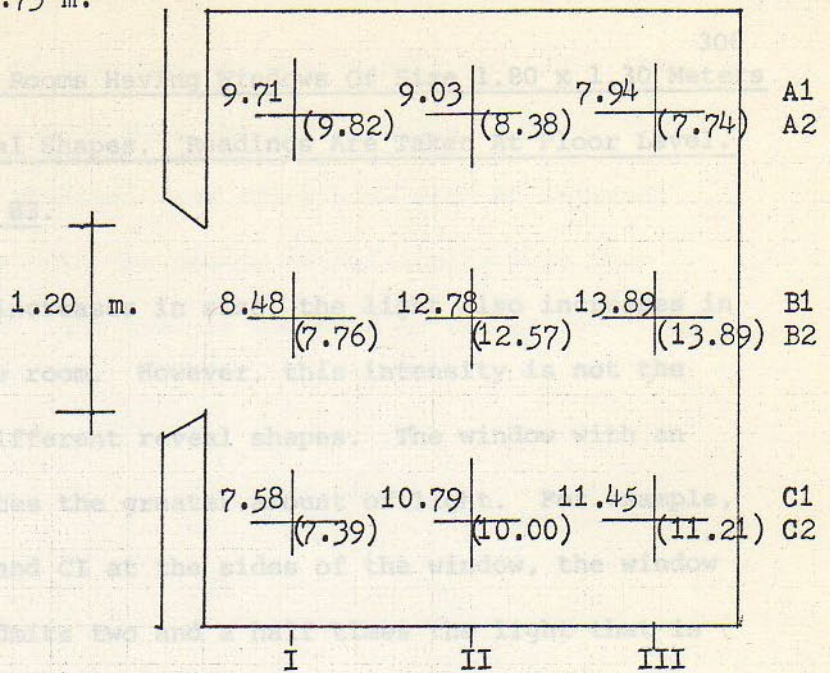 .75 m.
300
Rooms Having Windows Of Size 1.80 x 1.30 Meters
9.71 9.03 7.94 A1
(9.82) (8.38) (7.74) A2
al Shapes. Readings Are Taken At Floor Level.
B3.
1.20 m.
8.48 12.78 13.89 B1
in the light also increases in
(7.76) (12.57) (13.89) B2
room. However, this intensity is not the
different reveal shapes. The window with an
7.58 10.79 11.45 C1
the greatest amount of light. For example,
(7.39) (10.00) (11.21) C2
and CI at the sides of the window, the window
admits two and a half times the light that is
I II III